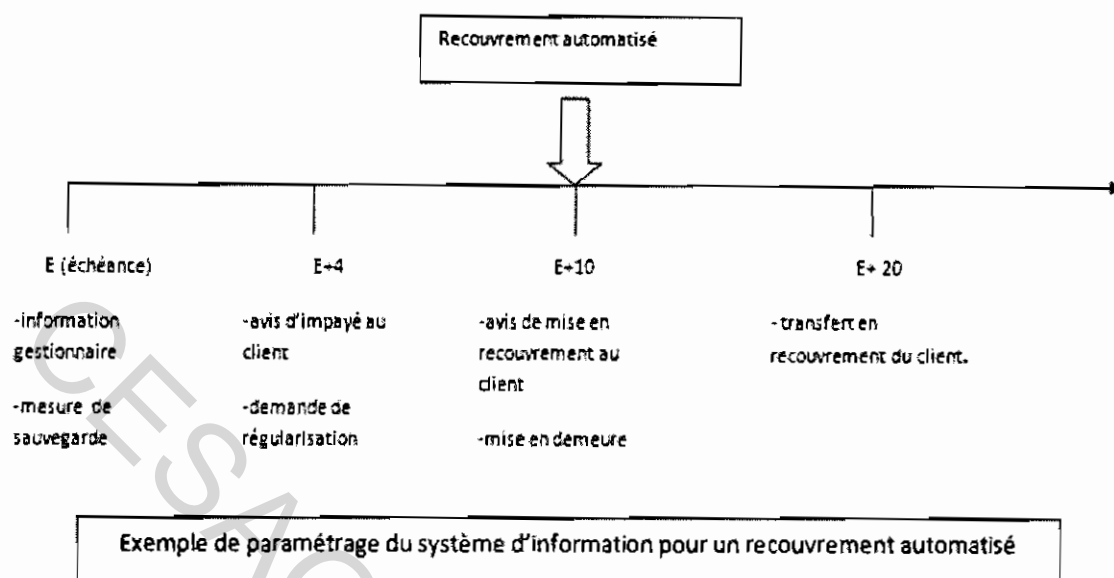 Recouvrement automatisé
E (échéance)
E+4
E+10
E+ 20
-information
gestionnaire
-mesure de
sauvegarde
-avis d'impayé au
client
-demande de
régularisation
-avis de mise en
recouvrement au
client
-mise en demeure
-transfert en
recouvrement du client.
Exemple de paramétrage du système d'information pour un recouvrement automatisé
CESAG